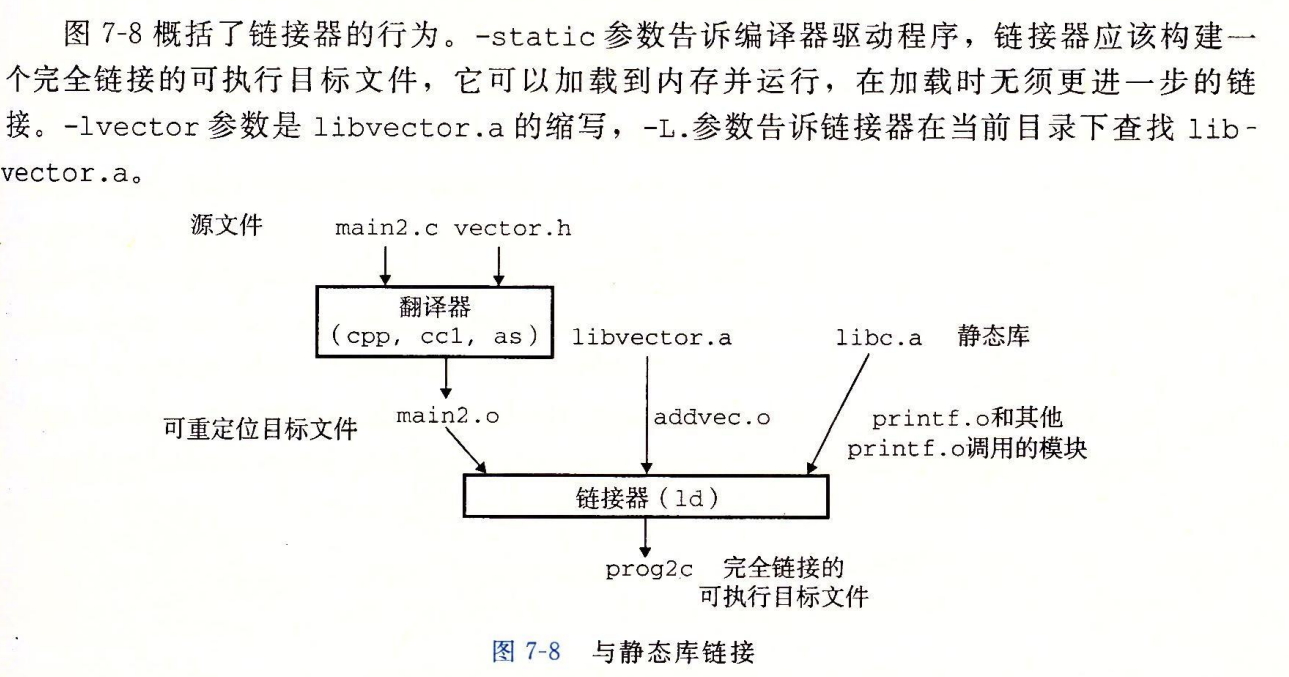 图 7-8 概括了链接器的行为。-static 参数告诉编译器驱动程序，链接器应该构建一
个完全链接的可执行目标文件，它可以加载到内存并运行，在加载时无须更进一步的链
接。-lvector 参数是 libvector.a 的缩写，-L.参数告诉链接器在当前目录下查找 lib-
vector.a。
源文件 main2.c vector.h
翻译器
(cpp, cc1, as) libvector.a libc.a 静态库
可重定位目标文件 main2.o addvec.o printf.o和其他
printf.o调用的模块
链接器（ld）
prog2c 完全链接的
可执行目标文件
图 7-8 与静态库链接